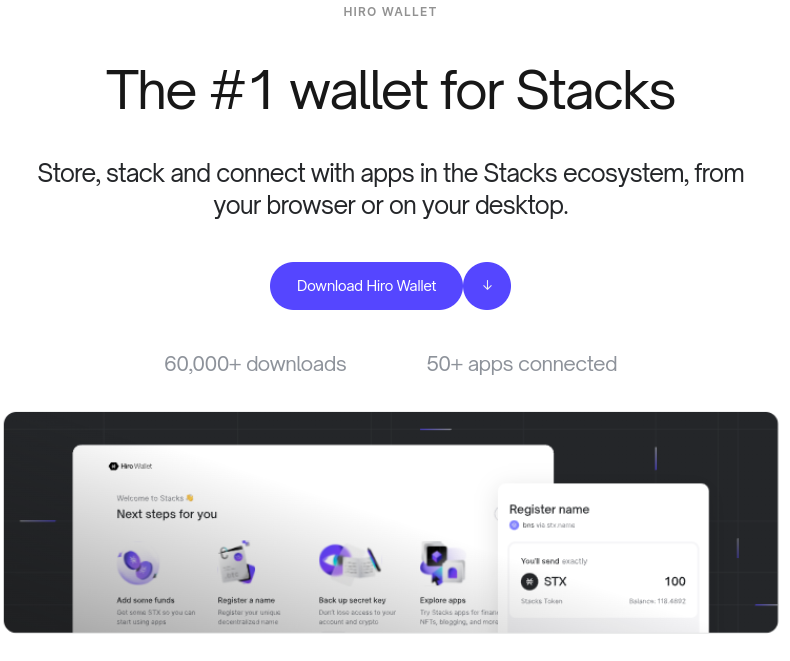 HIRO WALLET
The #1 wallet for Stacks
Store, stack and connect with apps in the Stacks ecosystem, from
your browser or on your desktop.
Download Hiro Wallet ↓
60,000+ downloads
50+ apps connected
Hiro Wallet
Welcome to Stacks 👋
Next steps for you
Add some funds
Get some STX so you can
start using apps
Register a name
Register your unique
decentralized name
Back up secret key
Don't lose access to your
account and crypto
Explore apps
Try Stacks apps for finan
NFTs, blogging, and more
Register name
bns via stx.name
You'll send exactly
STX 100
Stacks Token Balance: 118.4692